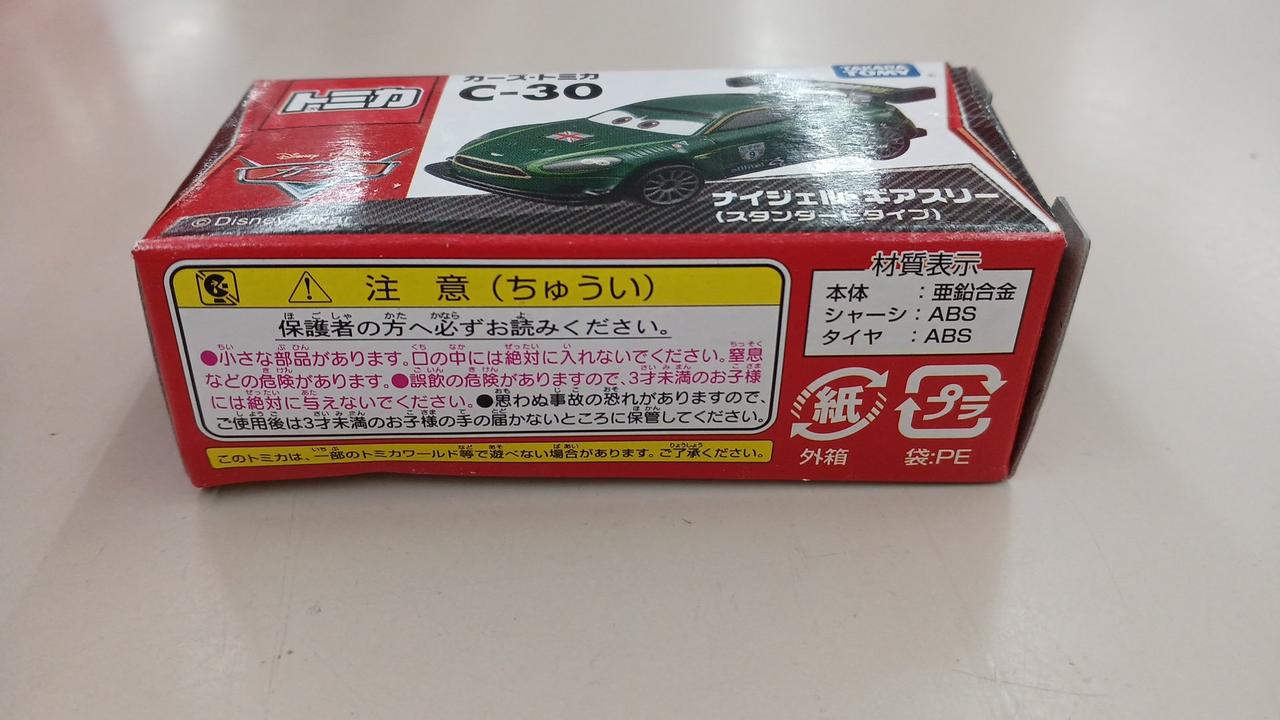 トミカ
カーズ・トミカ
C-30
TAKARA
TOMY
Disney
カーズ
©Disney/Pixar
ナイジェル・ギアスリー
(スタンダードタイプ)
注意(ちゅうい)
保護者の方へ必ずお読みください。
●小さな部品があります。口の中には絶対に入れないでください。窒息
などの危険があります。●誤飲の危険がありますので、3才未満のお子様
には絶対に与えないでください。●思わぬ事故の恐れがありますので、
ご使用後は3才未満のお子様の手の届かないところに保管してください。
このトミカは、一部のトミカワールド等で遊べない場合があります。ご了承ください。
材質表示
本体 :亜鉛合金
シャーシ:ABS
タイヤ :ABS
紙
外箱
プラ
袋:PE